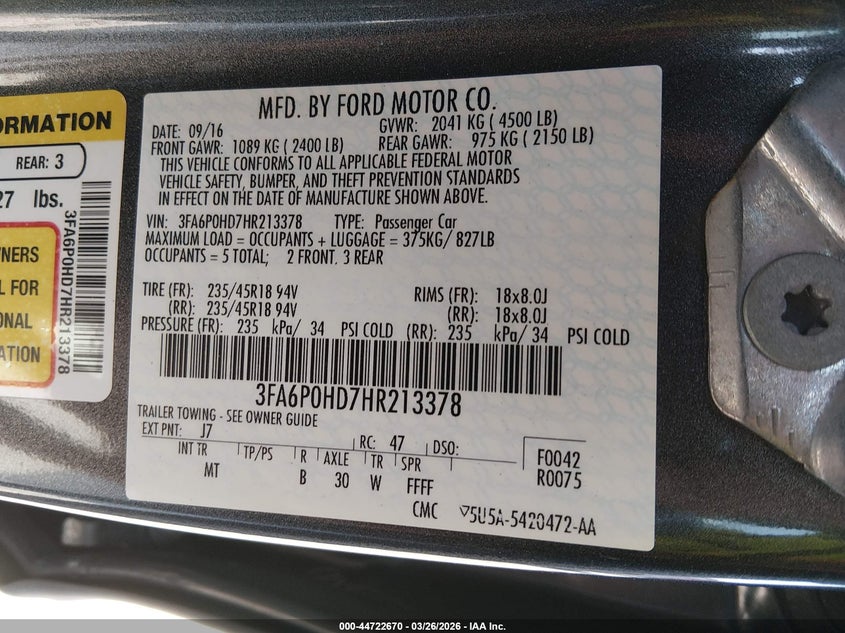 ORMATION
REAR: 3
27 lbs.
WNERS
L FOR
ONAL
ATION
3FA6P0HD7HR213378
MFD. BY FORD MOTOR CO.
DATE: 09/16 GVWR: 2041 KG ( 4500 LB)
FRONT GAWR: 1089 KG ( 2400 LB) REAR GAWR: 975 KG ( 2150 LB)
THIS VEHICLE CONFORMS TO ALL APPLICABLE FEDERAL MOTOR
VEHICLE SAFETY, BUMPER, AND THEFT PREVENTION STANDARDS
IN EFFECT ON THE DATE OF MANUFACTURE SHOWN ABOVE.
VIN: 3FA6P0HD7HR213378 TYPE: Passenger Car
MAXIMUM LOAD = OCCUPANTS + LUGGAGE = 375KG/ 827LB
OCCUPANTS = 5 TOTAL; 2 FRONT, 3 REAR
TIRE (FR): 235/45R18 94V RIMS (FR): 18x8.0J
(RR): 235/45R18 94V (RR): 18x8.0J
PRESSURE (FR): 235 kPa/ 34 PSI COLD (RR): 235 kPa/ 34 PSI COLD
3FA6P0HD7HR213378
TRAILER TOWING - SEE OWNER GUIDE
EXT PNT: J7 RC: 47 DSO:
INT TR TP/PS R AXLE TR SPR
MT B 30 W FFFF
F0042
R0075
CMC ▽5U5A-5420472-AA
000-44722670 - 03/26/2026 - IAA Inc.